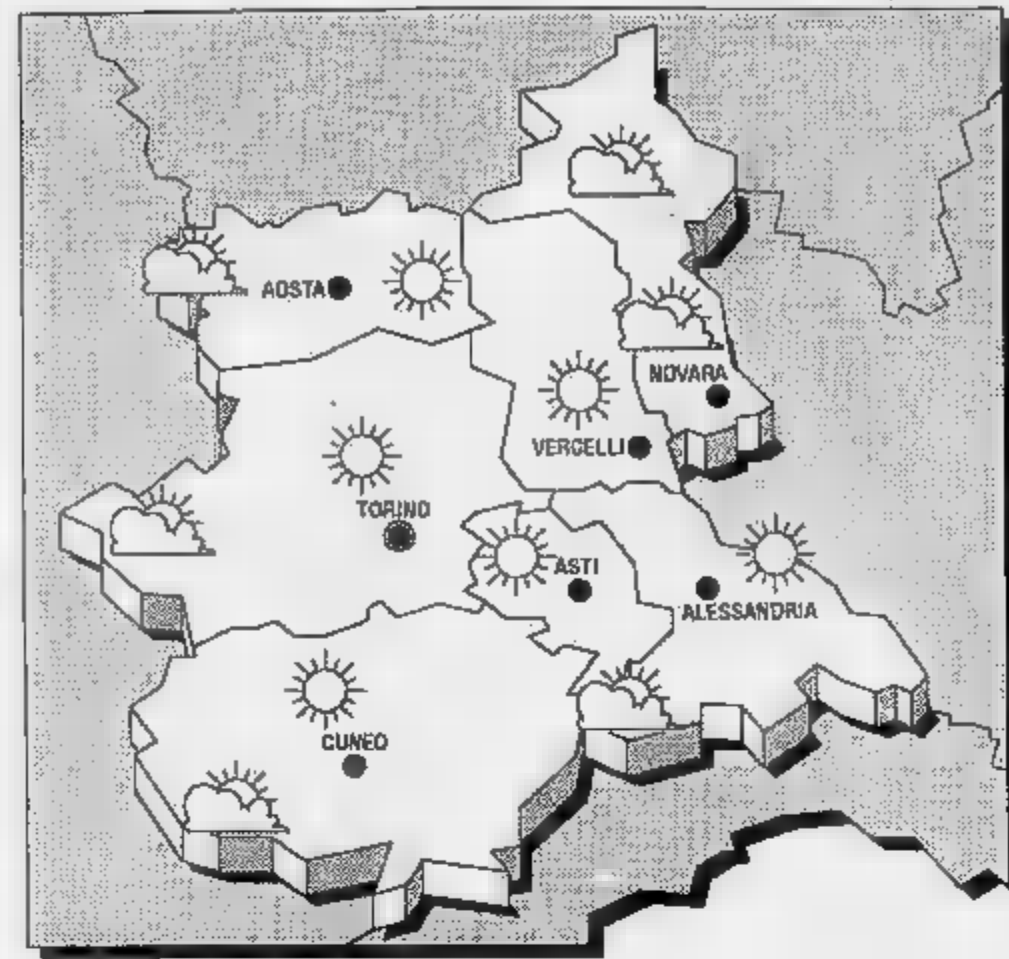 AOSTA
NOVARA
VERCELLI
TORINO
ASTI
ALESSANDRIA
CUNEO